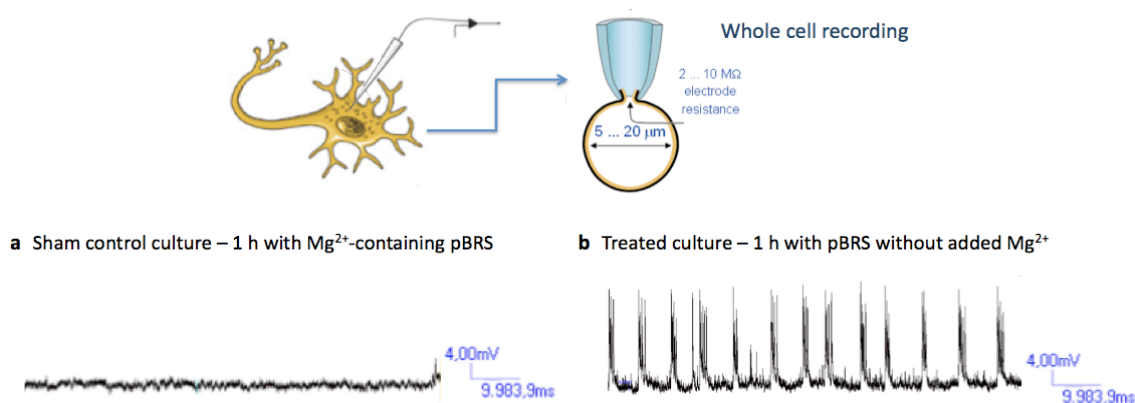 Whole cell recording
2 ... 10 MΩ
electrode
resistance
5 ... 20 µm
a Sham control culture – 1 h with Mg²⁺-containing pBRS
b Treated culture – 1 h with pBRS without added Mg²⁺
4,00mV
9.983,9ms
4,00mV
9.983.9ms